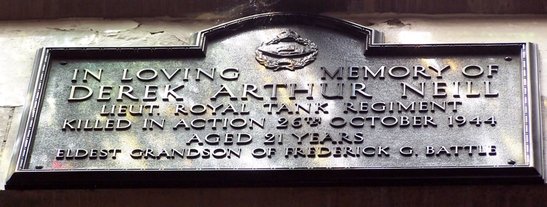 IN LOVING MEMORY OF
DEREK ARTHUR NEILL
LIEUT. ROYAL TANK REGIMENT
KILLED IN ACTION 26TH OCTOBER 1944
AGED 21 YEARS
ELDEST GRANDSON OF FREDERICK G. BATTLE